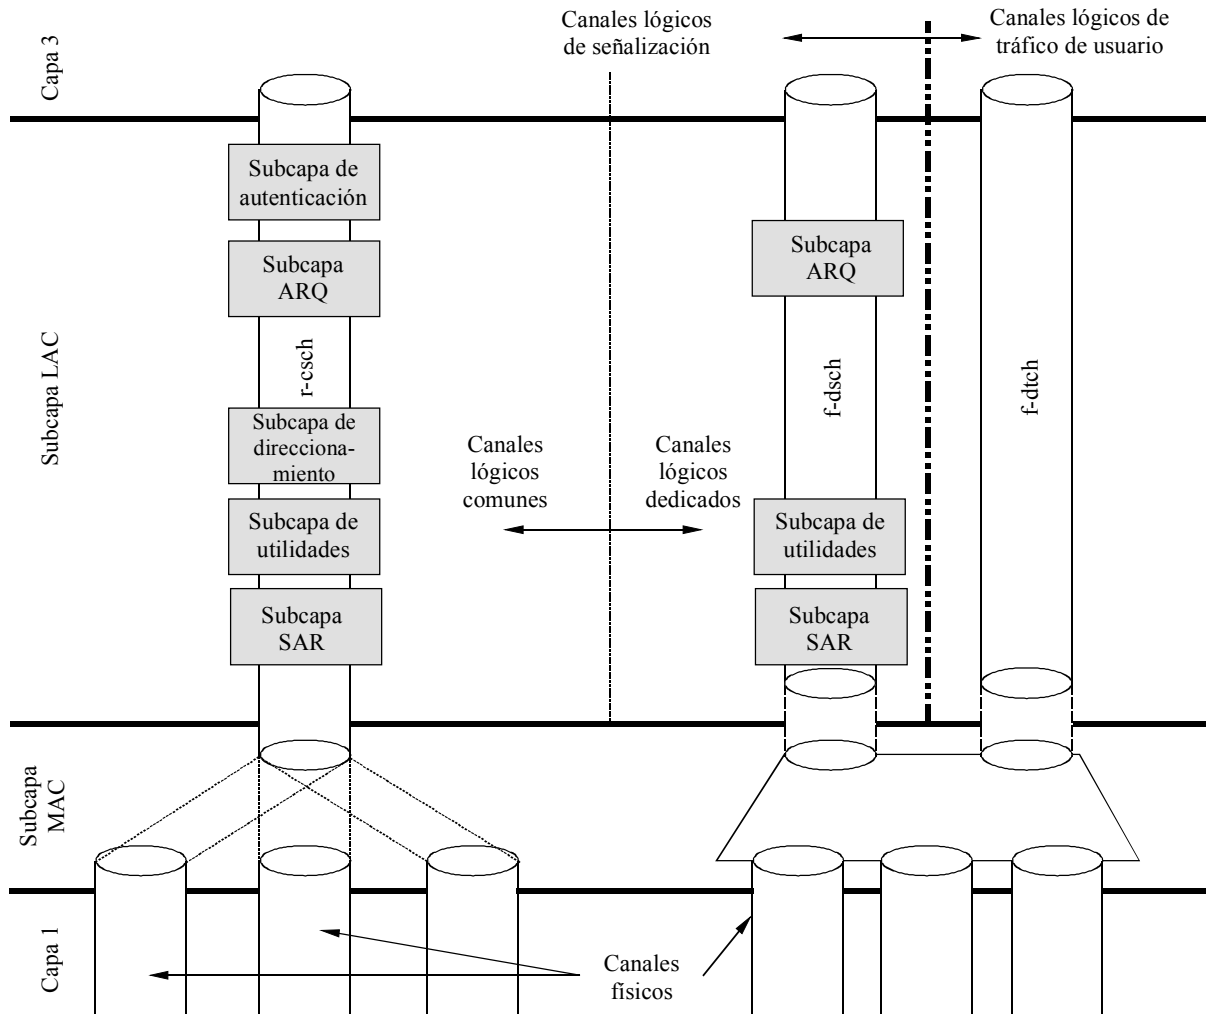 Capa 3
Canales lógicos
de señalización
Canales lógicos de
tráfico de usuario
Subcapa LAC
Subcapa de
autenticación
Subcapa
ARQ
r-csch
Subcapa de
direcciona-
miento
Subcapa de
utilidades
Subcapa
SAR
Canales
lógicos
comunes
Canales
lógicos
dedicados
Subcapa
ARQ
f-dsch
Subcapa de
utilidades
Subcapa
SAR
f-dtch
Subcapa
MAC
Capa 1
Canales
físicos